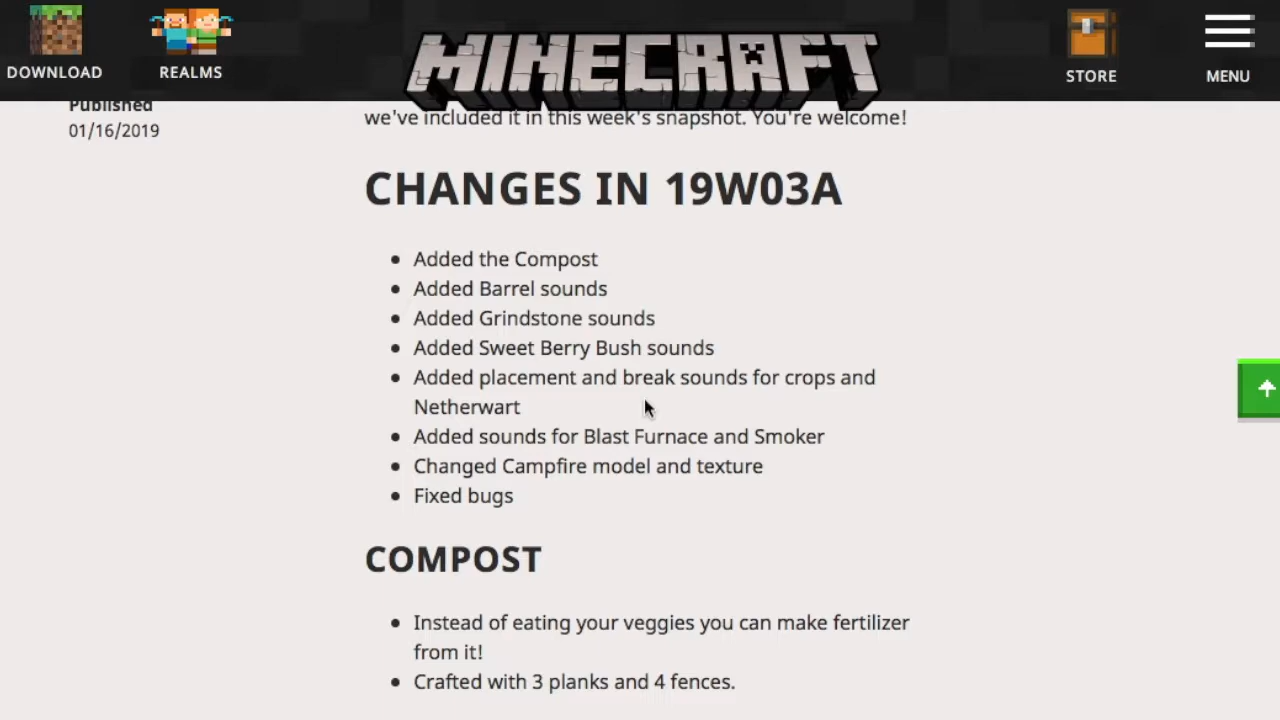 DOWNLOAD
REALMS
MINECRAFT
STORE
MENU
Published
01/16/2019
we've included it in this week's snapshot. You're welcome!
CHANGES IN 19W03A
• Added the Compost
• Added Barrel sounds
• Added Grindstone sounds
• Added Sweet Berry Bush sounds
• Added placement and break sounds for crops and
Netherwart
• Added sounds for Blast Furnace and Smoker
• Changed Campfire model and texture
• Fixed bugs
COMPOST
• Instead of eating your veggies you can make fertilizer
from it!
• Crafted with 3 planks and 4 fences.